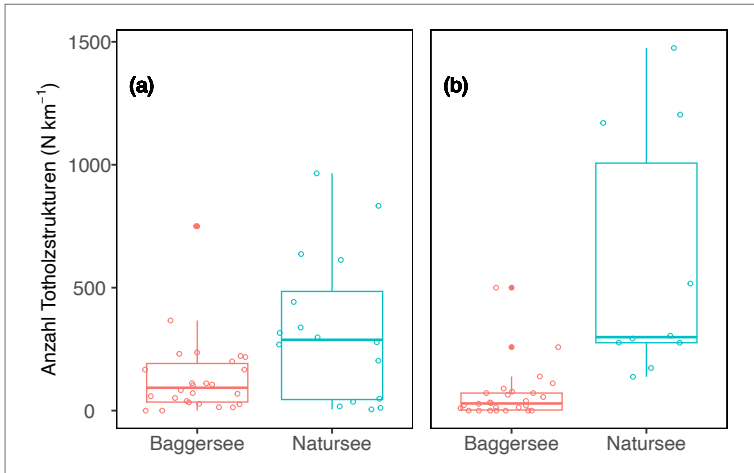 Anzahl Totholzstrukturen (N km⁻¹)
1500
1000
500
0
(a)
(b)
Baggersee Natursee Baggersee Natursee